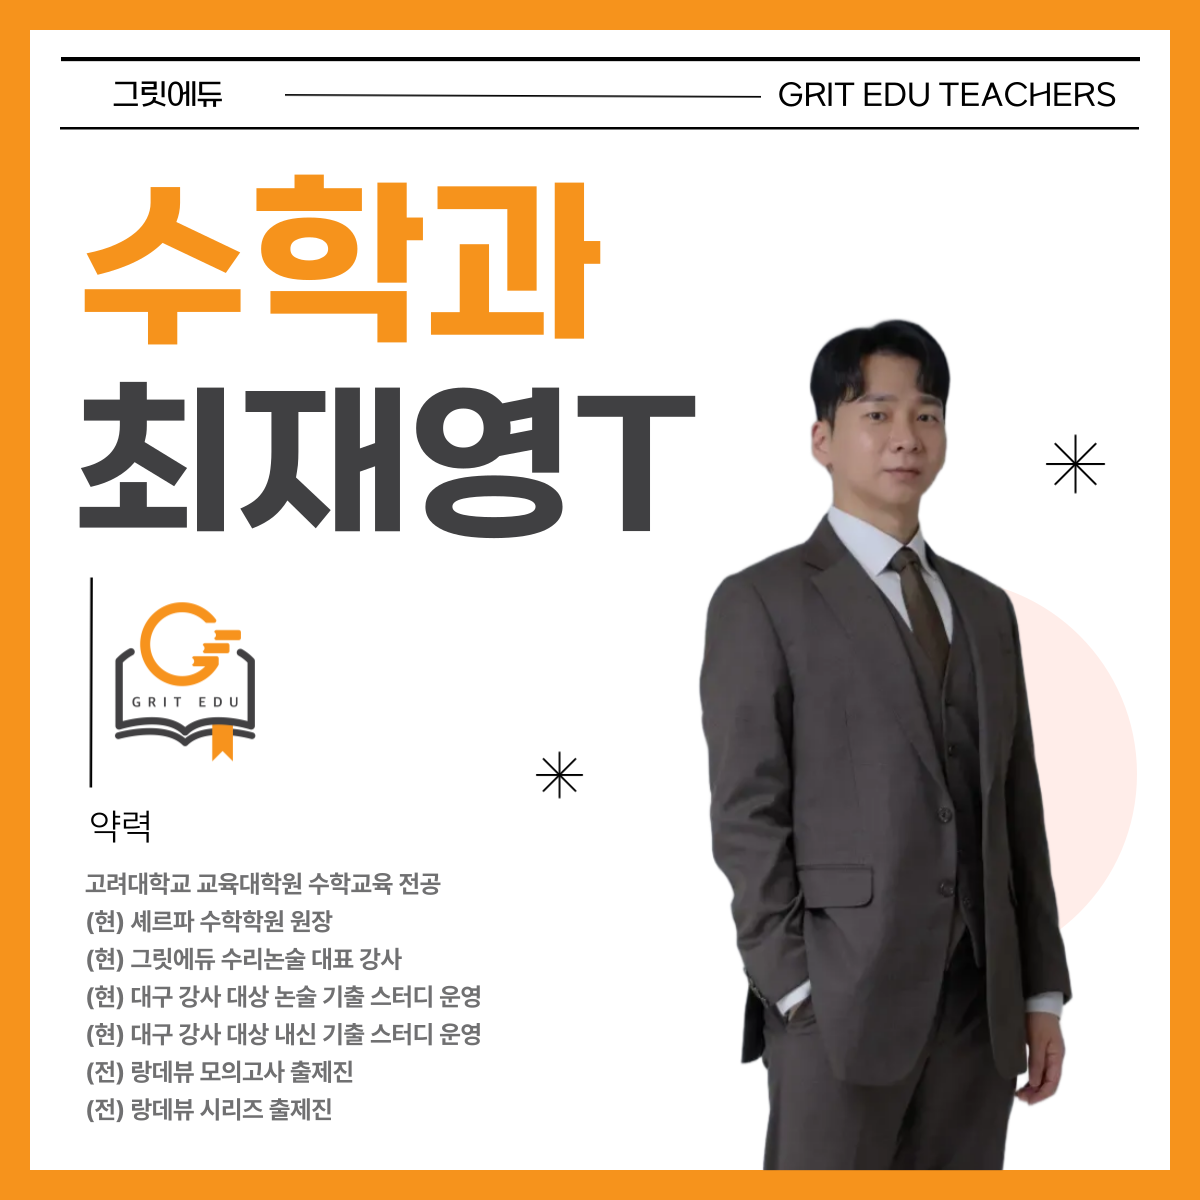 그릿에듀
GRIT EDU TEACHERS
수학과
최재영T
GRIT EDU
약력
고려대학교 교육대학원 수학교육 전공
(현) 셰르파 수학학원 원장
(현) 그릿에듀 수리논술 대표 강사
(현) 대구 강사 대상 논술 기출 스터디 운영
(현) 대구 강사 대상 내신 기출 스터디 운영
(전) 랑데뷰 모의고사 출제진
(전) 랑데뷰 시리즈 출제진